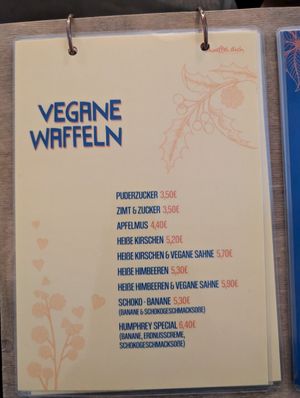 VEGANE
WAFFELN
PUDERZUCKER 3,50€
ZIMT & ZUCKER 3,50€
APFELMUS 4,40€
HEIẞE KIRSCHEN 5,20€
HEIẞE KIRSCHEN & VEGANE SAHNE 5,70€
HEIẞE HIMBEEREN 5,30€
HEIẞE HIMBEEREN & VEGANE SAHNE 5,90€
SCHOKO - BANANE 5,30€
(BANANE & SCHOKOGESCHMACKSOẞE)
HUMPHREY SPECIAL 6,40€
(BANANE, ERDNUSSCREME,
SCHOKOGESCHMACKSOẞE)